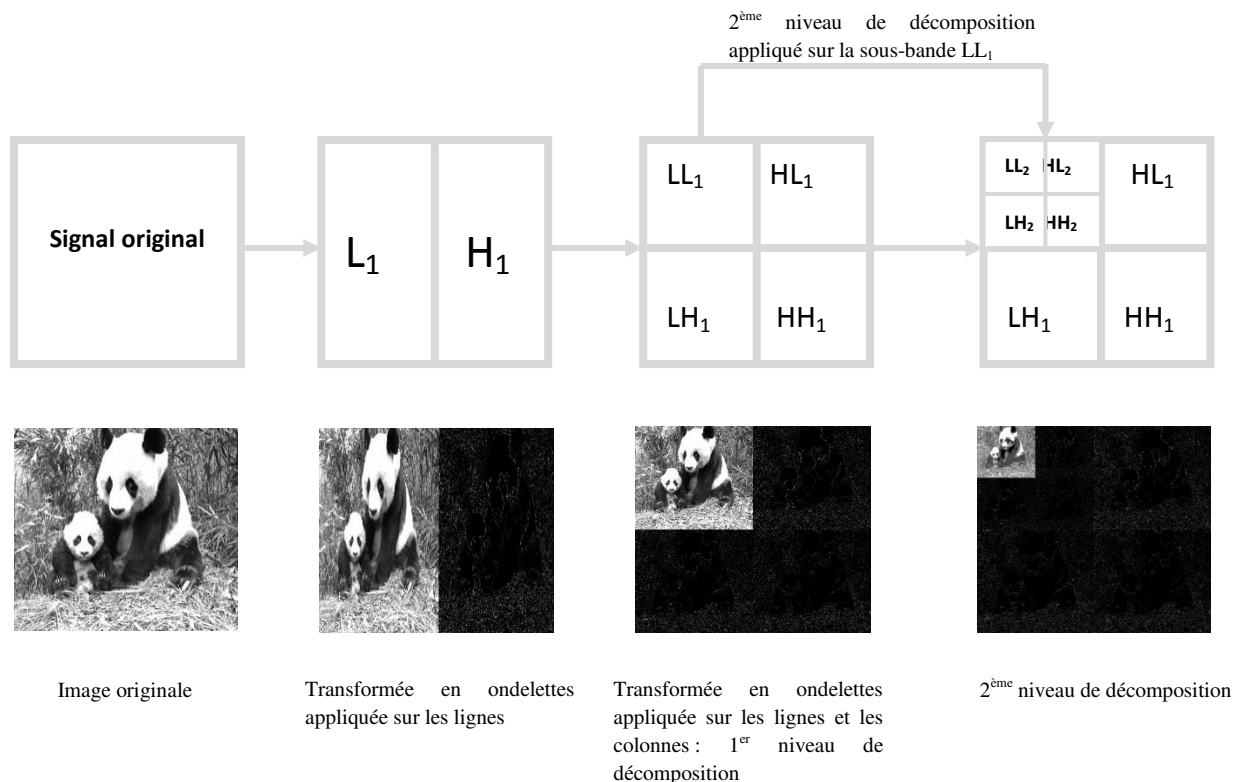 2ème niveau de décomposition
appliqué sur la sous-bande LL1
Signal original
L1 H1
LL1 HL1
LH1 HH1
LL2 HL2
LH2 HH2
HL1
LH1 HH1
Image originale
Transformée en ondelettes
appliquée sur les lignes
Transformée en ondelettes
appliquée sur les lignes et les
colonnes : 1er niveau de
décomposition
2ème niveau de décomposition